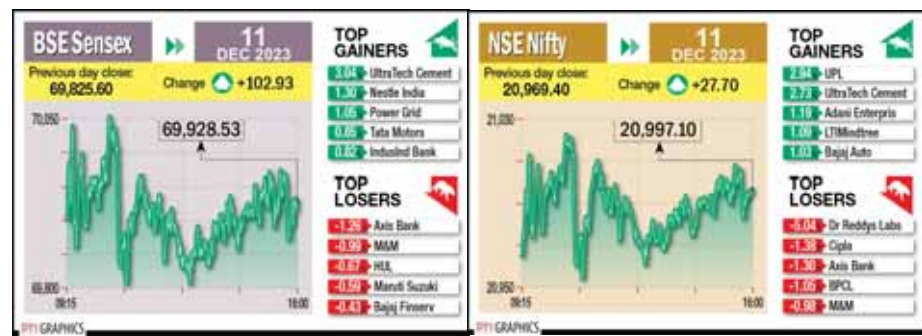 BSE Sensex
11
DEC 2023
Previous day close:
69,825.60
Change +102.93
70,050
69,928.53
69,800
09:15
16:00
TOP
GAINERS
3.04 UltraTech Cement
1.30 Nestle India
1.05 Power Grid
0.85 Tata Motors
0.82 IndusInd Bank
TOP
LOSERS
-1.26 Axis Bank
-0.99 M&M
-0.67 HUL
-0.59 Maruti Suzuki
-0.43 Bajaj Finserv
PTI GRAPHICS
NSE Nifty
11
DEC 2023
Previous day close:
20,969.40
Change +27.70
21,030
20,997.10
20,950
09:15
16:00
TOP
GAINERS
2.94 UPL
2.73 UltraTech Cement
1.19 Adani Enterpris
1.09 LTIMindtree
1.03 Bajaj Auto
TOP
LOSERS
-5.04 Dr Reddys Labs
-1.38 Cipla
-1.30 Axis Bank
-1.05 BPCL
-0.98 M&M
PTI GRAPHICS